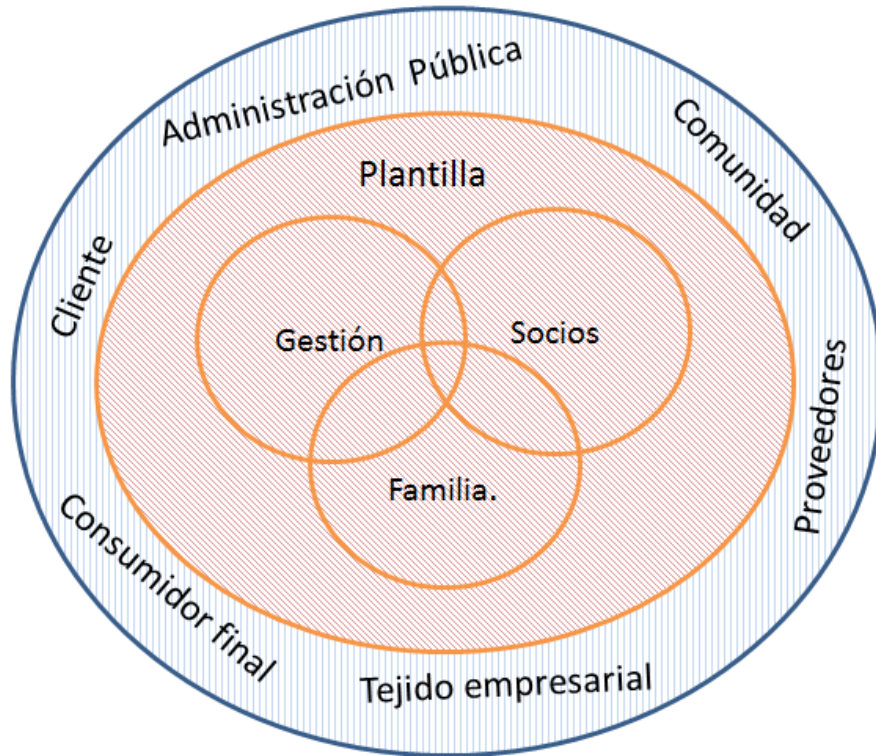 Administración Pública
Comunidad
Plantilla
Cliente
Gestión
Socios
Proveedores
Familia.
Consumidor final
Tejido empresarial